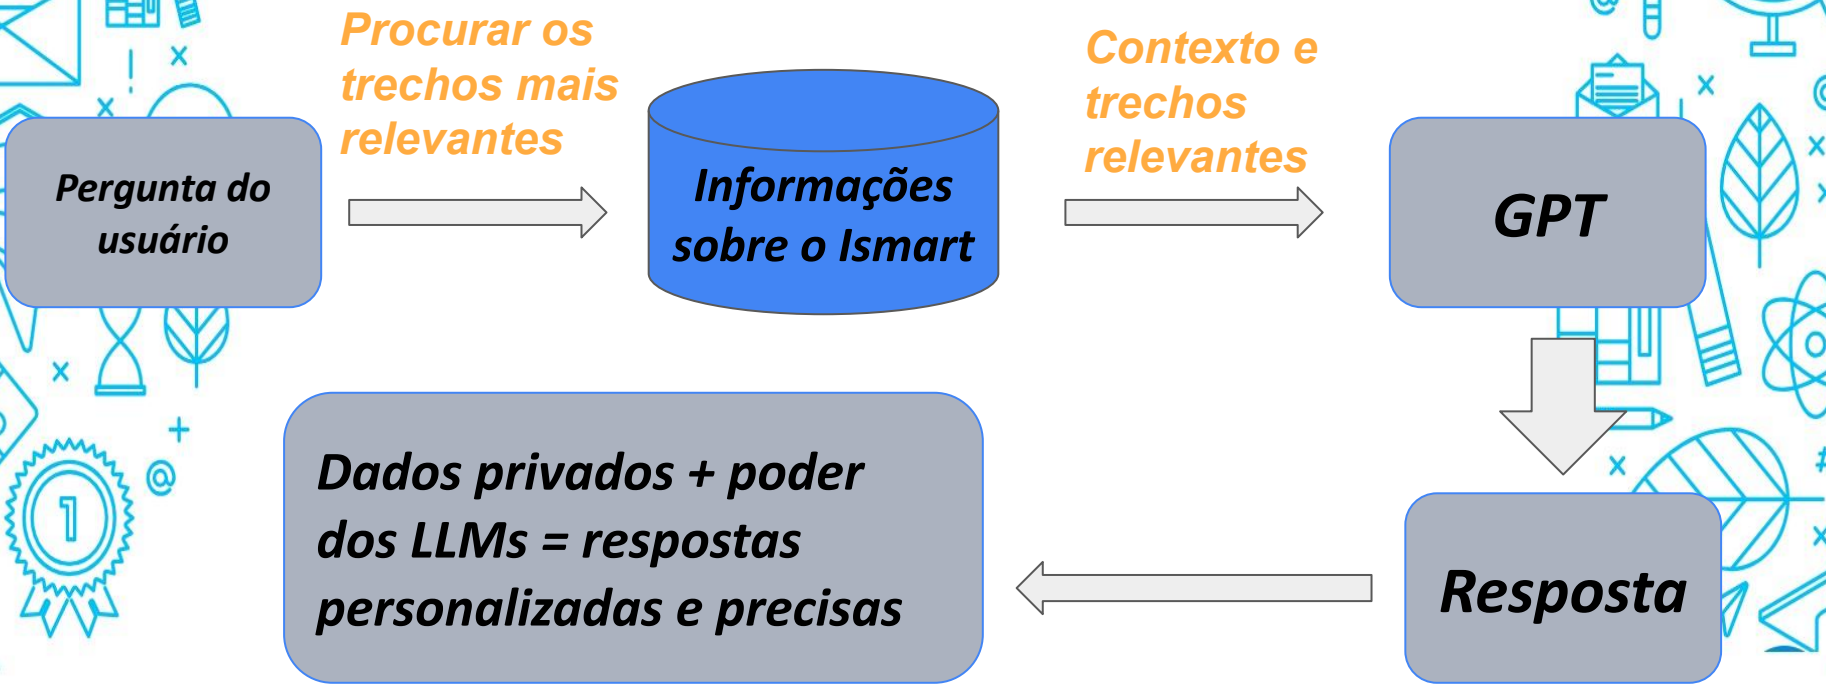 Procurar os
trechos mais
relevantes
Contexto e
trechos
relevantes
Pergunta do
usuário
Informações
sobre o Ismart
GPT
Dados privados + poder
dos LLMs = respostas
personalizadas e precisas
Resposta
1